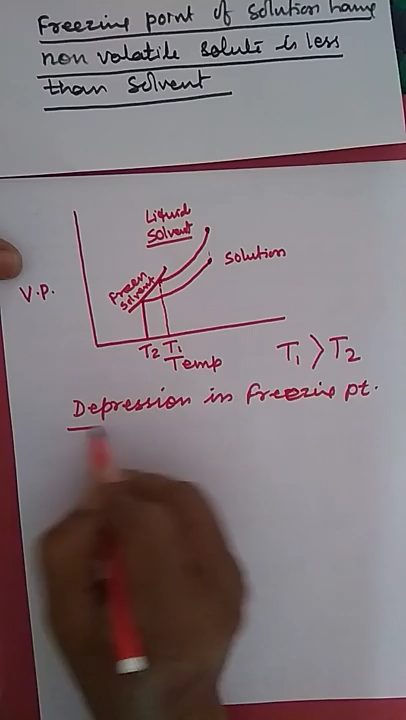 Freezing point of solution having
non volatile solute is less
than solvent
Liquid
solvent
Frozen
solvent
solution
V.P.
T2 T1
Temp
T1 > T2
Depression in freezing pt.